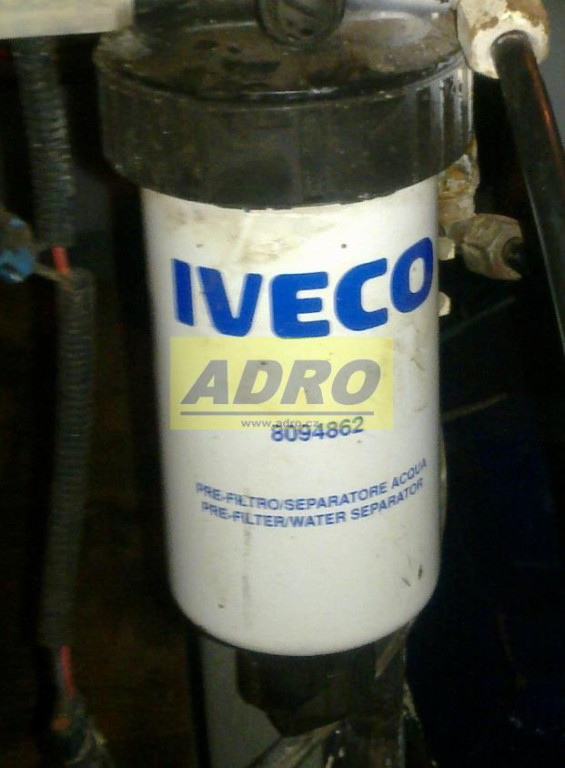 IVECO
ADRO
www.adro.cz
8094862
PRE-FILTRO/SEPARATORE ACQUA
PRE-FILTER/WATER SEPARATOR